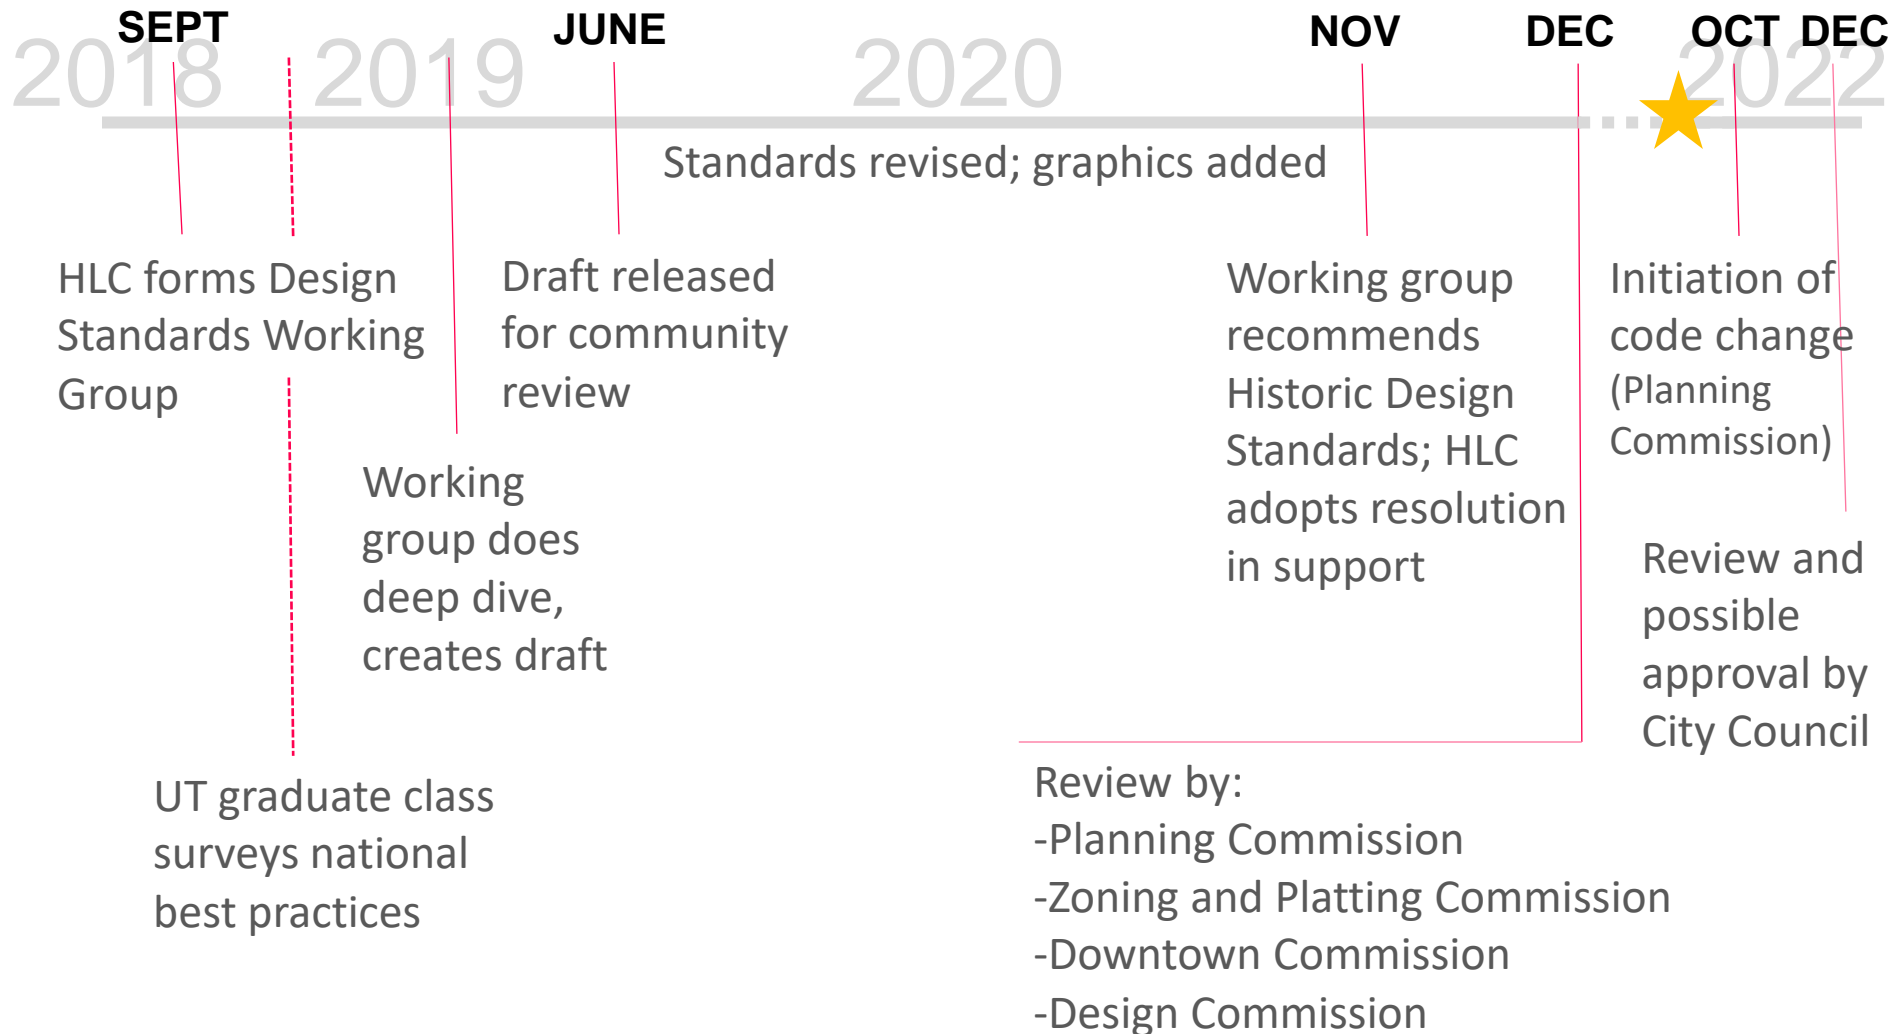 SEPT
JUNE
NOV
DEC
OCT
DEC
2018
2019
2020
2022
Standards revised; graphics added
HLC forms Design
Standards Working
Group
Draft released
for community
review
Working group
recommends
Historic Design
Standards; HLC
adopts resolution
in support
Initiation of
code change
(Planning
Commission)
Working
group does
deep dive,
creates draft
Review and
possible
approval by
City Council
UT graduate class
surveys national
best practices
Review by:
-Planning Commission
-Zoning and Platting Commission
-Downtown Commission
-Design Commission